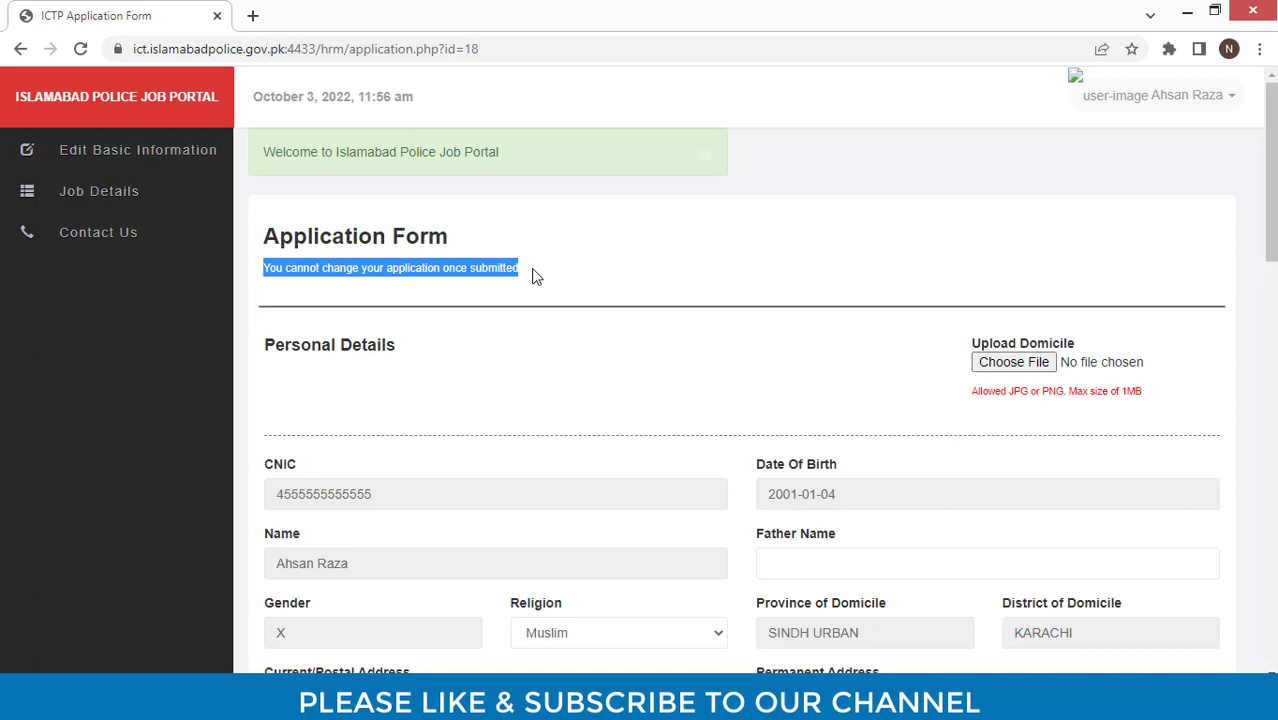 ICTP Application Form
ict.islamabadpolice.gov.pk:4433/hrm/application.php?id=18
N
ISLAMABAD POLICE JOB PORTAL
October 3, 2022, 11:56 am
user-image Ahsan Raza
Edit Basic Information
Job Details
Contact Us
Welcome to Islamabad Police Job Portal
Application Form
You cannot change your application once submitted
Personal Details
Upload Domicile
Choose File No file chosen
Allowed JPG or PNG. Max size of 1MB
CNIC
Date Of Birth
4555555555555
2001-01-04
Name
Father Name
Ahsan Raza
Gender
Religion
Province of Domicile
District of Domicile
X
Muslim
SINDH URBAN
KARACHI
Current/Postal Address
Permanent Address
PLEASE LIKE & SUBSCRIBE TO OUR CHANNEL